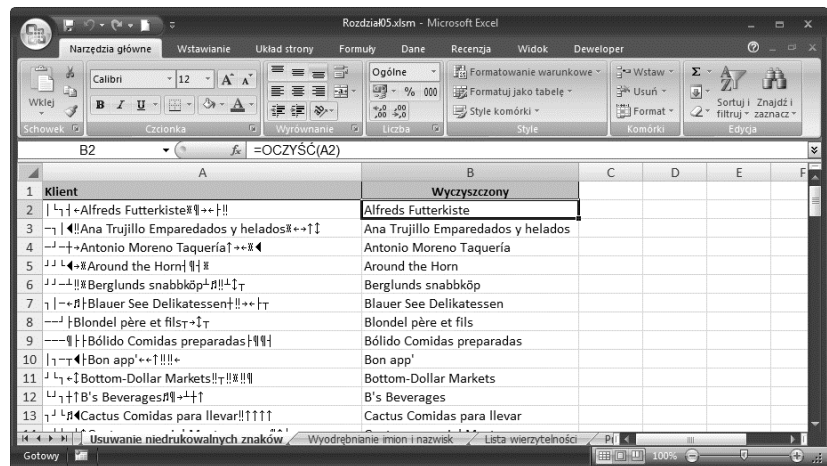 Rozdział05.xlsm - Microsoft Excel
Narzędzia główne Wstawianie Układ strony Formuły Dane Recenzja Widok Deweloper
Wklej
Calibri 12
B I U
Ogólne
% 000
Formatowanie warunkowe
Formatuj jako tabelę
Style komórki
Wstaw
Usuń
Format
Σ
Sortuj i filtruj
Znajdź i zaznacz
Schowek Czcionka Wyrównanie Liczba Style Komórki Edycja
B2 fx =OCZYŚĆ(A2)
A B C D E F
1 Klient Wyczyszczony
2 Alfreds Futterkiste Alfreds Futterkiste
3 Ana Trujillo Emparedados y helados Ana Trujillo Emparedados y helados
4 Antonio Moreno Taquería Antonio Moreno Taquería
5 Around the Horn Around the Horn
6 Berglunds snabbköp Berglunds snabbköp
7 Blauer See Delikatessen Blauer See Delikatessen
8 Blondel père et fils Blondel père et fils
9 Bólido Comidas preparadas Bólido Comidas preparadas
10 Bon app' Bon app'
11 Bottom-Dollar Markets Bottom-Dollar Markets
12 B's Beverages B's Beverages
13 Cactus Comidas para llevar Cactus Comidas para llevar
Usuwanie niedrukowalnych znaków Wyodrębnianie imion i nazwisk Lista wierzytelności
Gotowy 100%